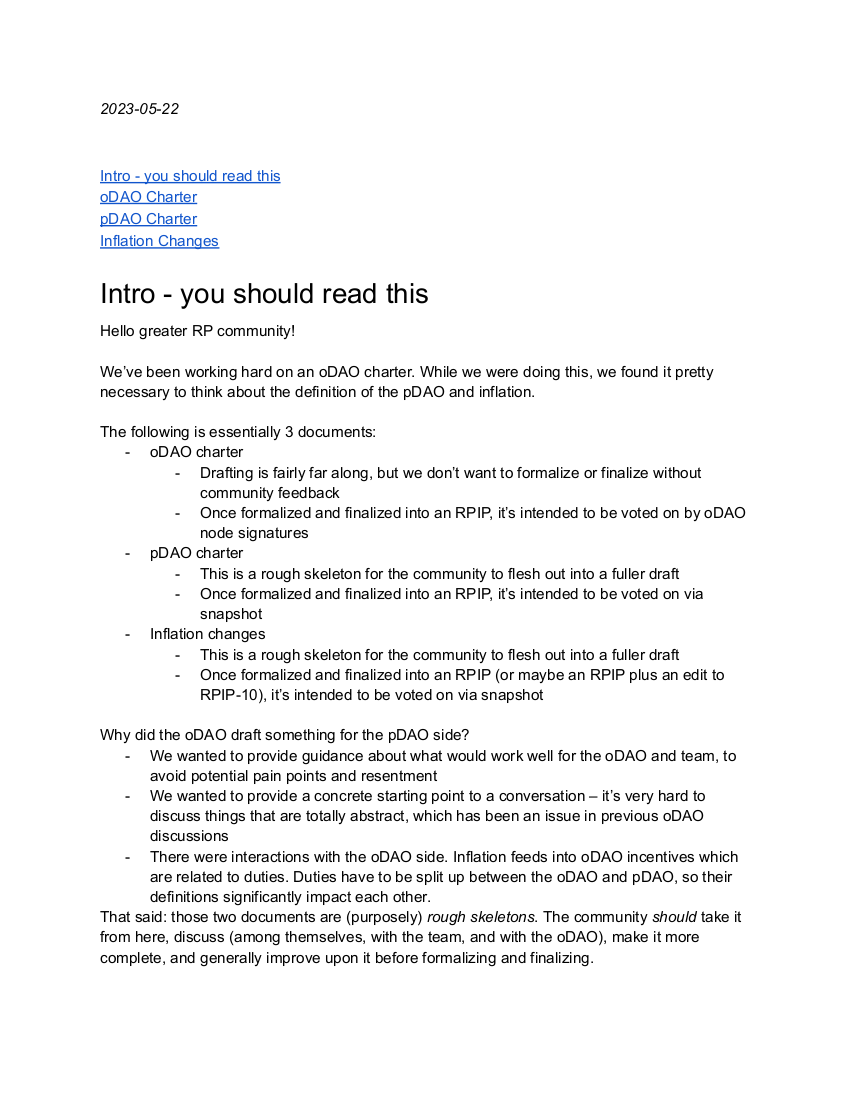 2023-05-22
Intro - you should read this
oDAO Charter
pDAO Charter
Inflation Changes
Intro - you should read this
Hello greater RP community!
We’ve been working hard on an oDAO charter. While we were doing this, we found it pretty
necessary to think about the definition of the pDAO and inflation.
The following is essentially 3 documents:
- oDAO charter
- Drafting is fairly far along, but we don’t want to formalize or finalize without
community feedback
- Once formalized and finalized into an RPIP, it’s intended to be voted on by oDAO
node signatures
- pDAO charter
- This is a rough skeleton for the community to flesh out into a fuller draft
- Once formalized and finalized into an RPIP, it’s intended to be voted on via
snapshot
- Inflation changes
- This is a rough skeleton for the community to flesh out into a fuller draft
- Once formalized and finalized into an RPIP (or maybe an RPIP plus an edit to
RPIP-10), it’s intended to be voted on via snapshot
Why did the oDAO draft something for the pDAO side?
- We wanted to provide guidance about what would work well for the oDAO and team, to
avoid potential pain points and resentment
- We wanted to provide a concrete starting point to a conversation – it’s very hard to
discuss things that are totally abstract, which has been an issue in previous oDAO
discussions
- There were interactions with the oDAO side. Inflation feeds into oDAO incentives which
are related to duties. Duties have to be split up between the oDAO and pDAO, so their
definitions significantly impact each other.
That said: those two documents are (purposely) rough skeletons. The community should take it
from here, discuss (among themselves, with the team, and with the oDAO), make it more
complete, and generally improve upon it before formalizing and finalizing.